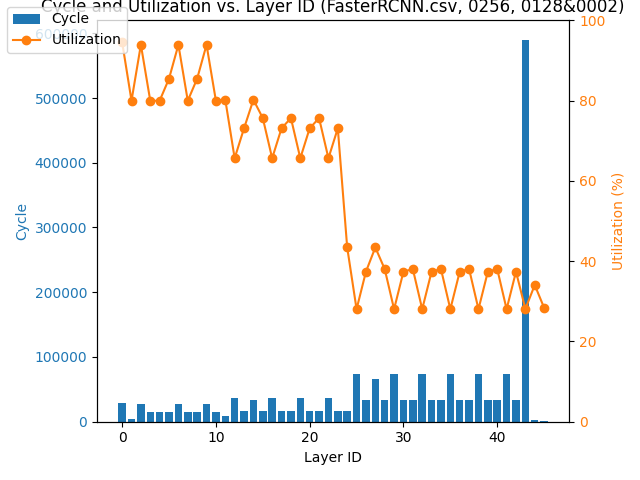 Cycle and Utilization vs. Layer ID (FasterRCNN.csv, 0256, 0128&0002)
Cycle
Utilization
600000
500000
400000
300000
200000
100000
0
Cycle
100
80
60
40
20
0
Utilization (%)
0 10 20 30 40
Layer ID